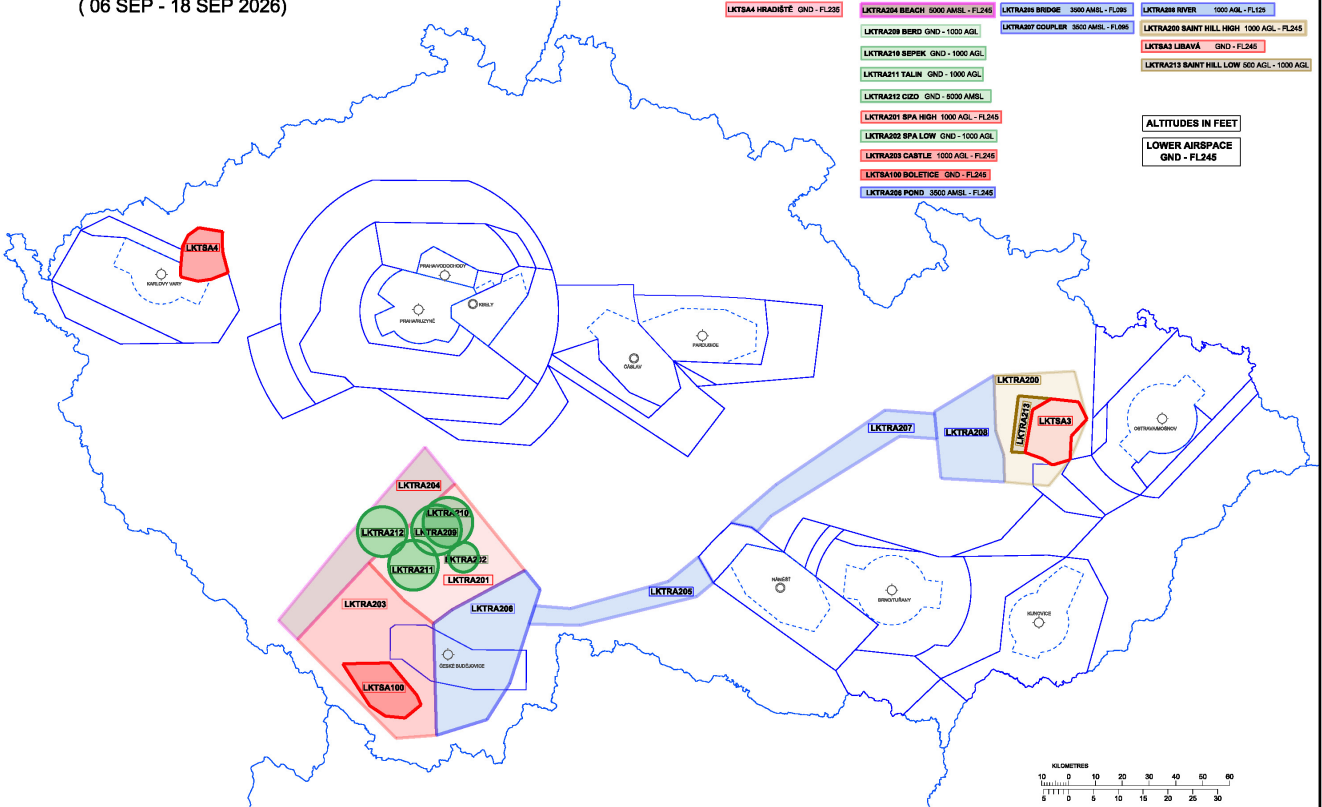 ( 06 SEP - 18 SEP 2026)
LKTSA4 HRADIŠTĚ GND - FL235
LKTRA204 BEACH 5000 AMSL - FL245
LKTRA209 BERD GND - 1000 AGL
LKTRA210 SEPEK GND - 1000 AGL
LKTRA211 TALIN GND - 1000 AGL
LKTRA212 CIZO GND - 5000 AMSL
LKTRA201 SPA HIGH 1000 AGL - FL245
LKTRA202 SPA LOW GND - 1000 AGL
LKTRA203 CASTLE 1000 AGL - FL245
LKTSA100 BOLETICE GND - FL245
LKTRA206 POND 3500 AMSL - FL245
LKTRA205 BRIDGE 3500 AMSL - FL095
LKTRA207 COUPLER 3500 AMSL - FL095
LKTRA208 RIVER 1000 AGL - FL125
LKTRA200 SAINT HILL HIGH 1000 AGL - FL245
LKTSA3 LIBAVÁ GND - FL245
LKTRA213 SAINT HILL LOW 500 AGL - 1000 AGL
ALTITUDES IN FEET
LOWER AIRSPACE
GND - FL245
LKTSA4
KARLOVY VARY
PRAHA/VODOCHODY
KBELY
PRAHA/RUZYNĚ
PARDUBICE
ČÁSLAV
LKTRA200
LKTRA213
LKTSA3
OSTRAVA/MOŠNOV
LKTRA207
LKTRA208
LKTRA204
LKTRA210
LKTRA212
LKTRA209
LKTRA202
LKTRA211
LKTRA201
LKTRA203
LKTRA206
LKTRA205
NÁMĚŠŤ
BRNO/TUŘANY
KUNOVICE
ČESKÉ BUDĚJOVICE
LKTSA100
KILOMETRES
10 0 10 20 30 40 50 60
5 0 5 10 15 20 25 30